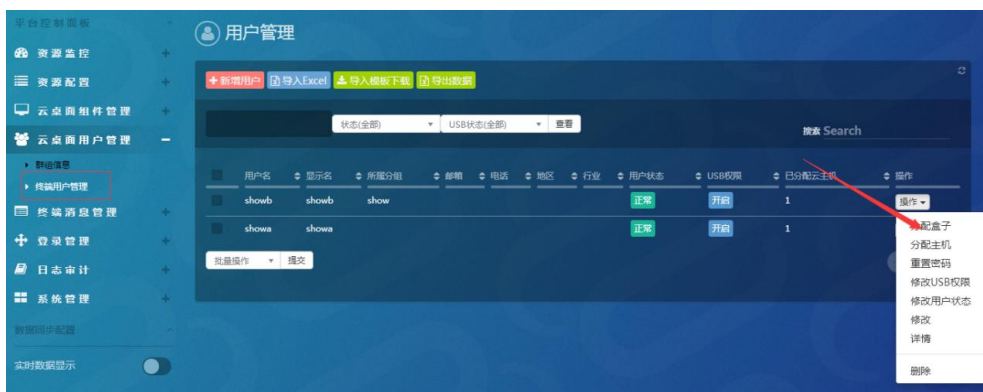 平台控制面板
资源监控
资源配置
云桌面组件管理
云桌面用户管理
群组信息
终端用户管理
终端消息管理
登录管理
日志审计
系统管理
数据同步配置
实时数据显示
用户管理
+新增用户 导入Excel 导入模板下载 导出数据
状态(全部) USB状态(全部) 查看
搜索 Search
用户名 显示名 所属分组 邮箱 电话 地区 行业 用户状态 USB权限 已分配云主机 操作
showb showb show 正常 开启 1 操作
showa showa 正常 开启 1
批量操作 提交
分配盒子
分配主机
重置密码
修改USB权限
修改用户状态
修改
详情
删除